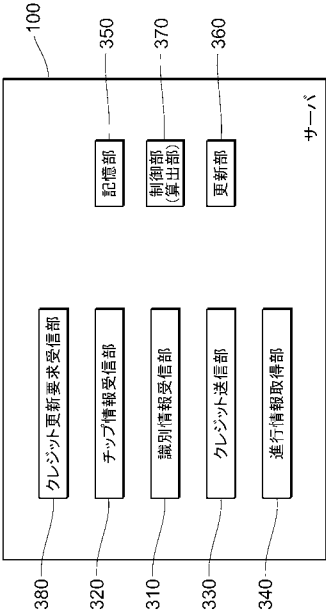 100
サーバ
380
クレジット更新要求受信部
320
チップ情報受信部
310
識別情報受信部
330
クレジット送信部
340
進行情報取得部
350
記憶部
370
制御部
(算出部)
360
更新部